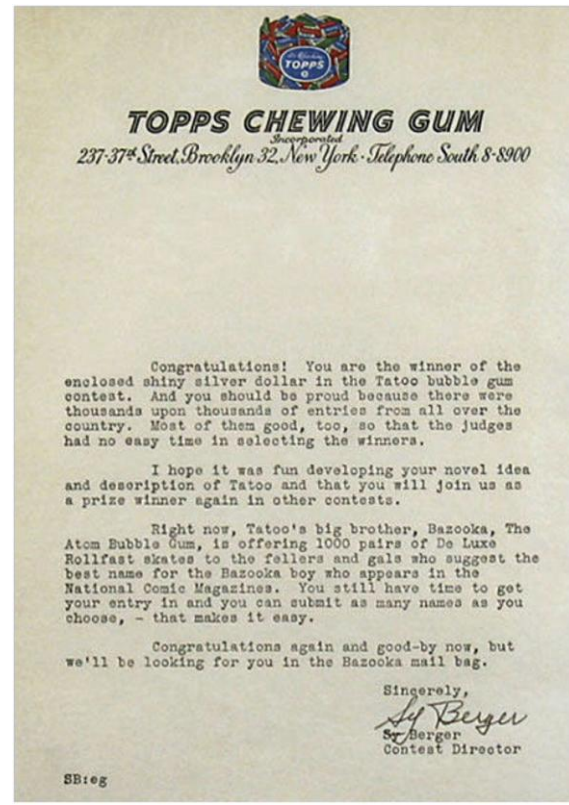 TOPPS
TOPPS CHEWING GUM
Incorporated
237-37th Street, Brooklyn 32, New York · Telephone South 8-8900
Congratulations! You are the winner of the
enclosed shiny silver dollar in the Tatoo bubble gum
contest. And you should be proud because there were
thousands upon thousands of entries from all over the
country. Most of them good, too, so that the judges
had no easy time in selecting the winners.
I hope it was fun developing your novel idea
and description of Tatoo and that you will join us as
a prize winner again in other contests.
Right now, Tatoo's big brother, Bazooka, The
Atom Bubble Gum, is offering 1000 pairs of De Luxe
Rollfast skates to the fellers and gals who suggest the
best name for the Bazooka boy who appears in the
National Comic Magazines. You still have time to get
your entry in and you can submit as many names as you
choose, - that makes it easy.
Congratulations again and good-by now, but
we'll be looking for you in the Bazooka mail bag.
Sincerely,
Sy Berger
Sy Berger
Contest Director
SB:eg